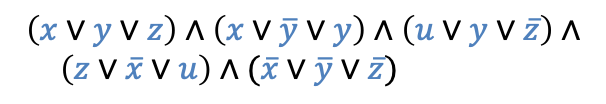 (x ∨ y ∨ z) ∧ (x ∨ ȳ ∨ y) ∧ (u ∨ y ∨ z̄) ∧
(z ∨ x̄ ∨ u) ∧ (x̄ ∨ ȳ ∨ z̄)